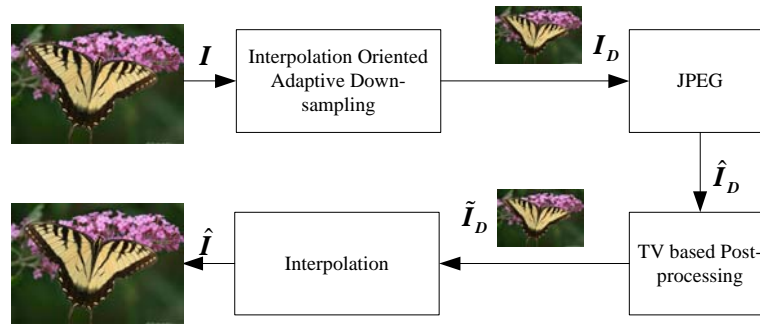 I
Interpolation Oriented
Adaptive Down-
sampling
I_D
JPEG
Î_D
TV based Post-
processing
Ĩ_D
Interpolation
Î